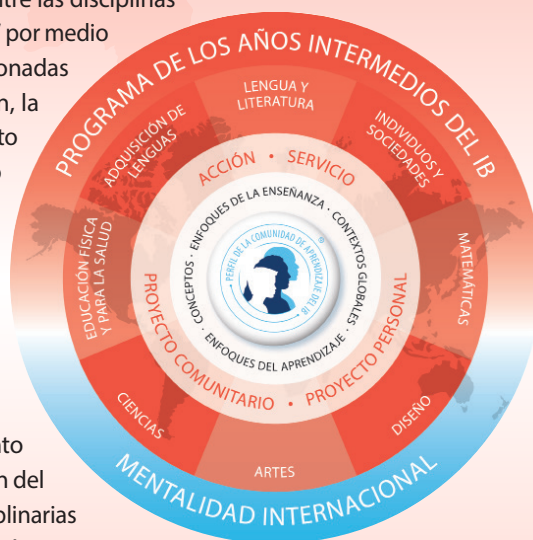 entre las disciplinas
por medio
onadas
n, la
to
PROGRAMA DE LOS AÑOS INTERMEDIOS DEL IB
LENGUA Y
LITERATURA
INDIVIDUOS Y
SOCIEDADES
MATEMÁTICAS
DISEÑO
ARTES
CIENCIAS
EDUCACIÓN FÍSICA
Y PARA LA SALUD
ADQUISICIÓN DE
LENGUAS
ACCIÓN • SERVICIO
PROYECTO COMUNITARIO • PROYECTO PERSONAL
ENFOQUES DE LA ENSEÑANZA · CONTEXTOS GLOBALES · ENFOQUES DEL APRENDIZAJE · CONCEPTOS ·
PERFIL DE LA COMUNIDAD DE APRENDIZAJE DEL IB
®
MENTALIDAD INTERNACIONAL
nto
n del
plinarias